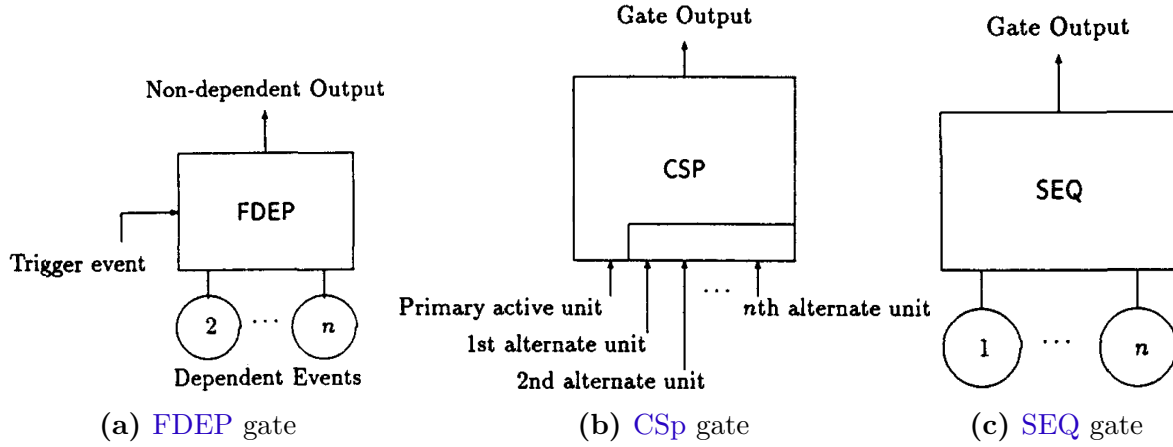 Non-dependent Output
FDEP
Trigger event
2 ... n
Dependent Events
(a) FDEP gate
Gate Output
CSP
Primary active unit
... nth alternate unit
1st alternate unit
2nd alternate unit
(b) CSp gate
Gate Output
SEQ
1 ... n
(c) SEQ gate